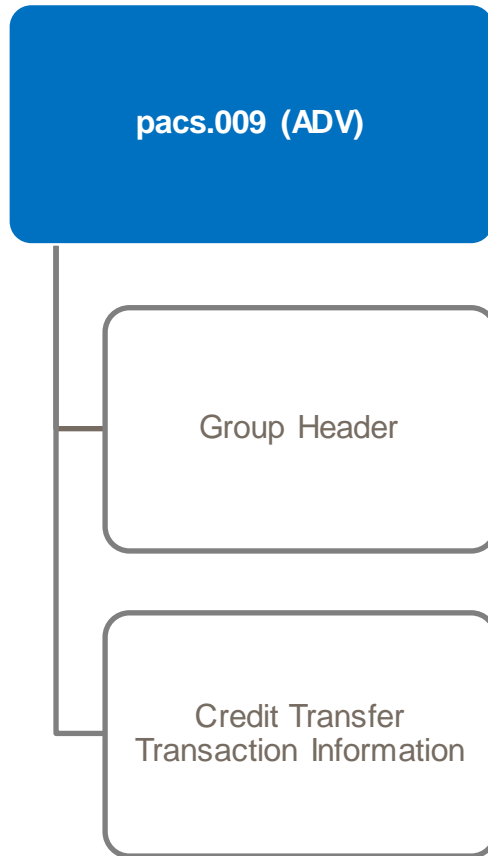 pacs.009 (ADV)
Group Header
Credit Transfer
Transaction Information